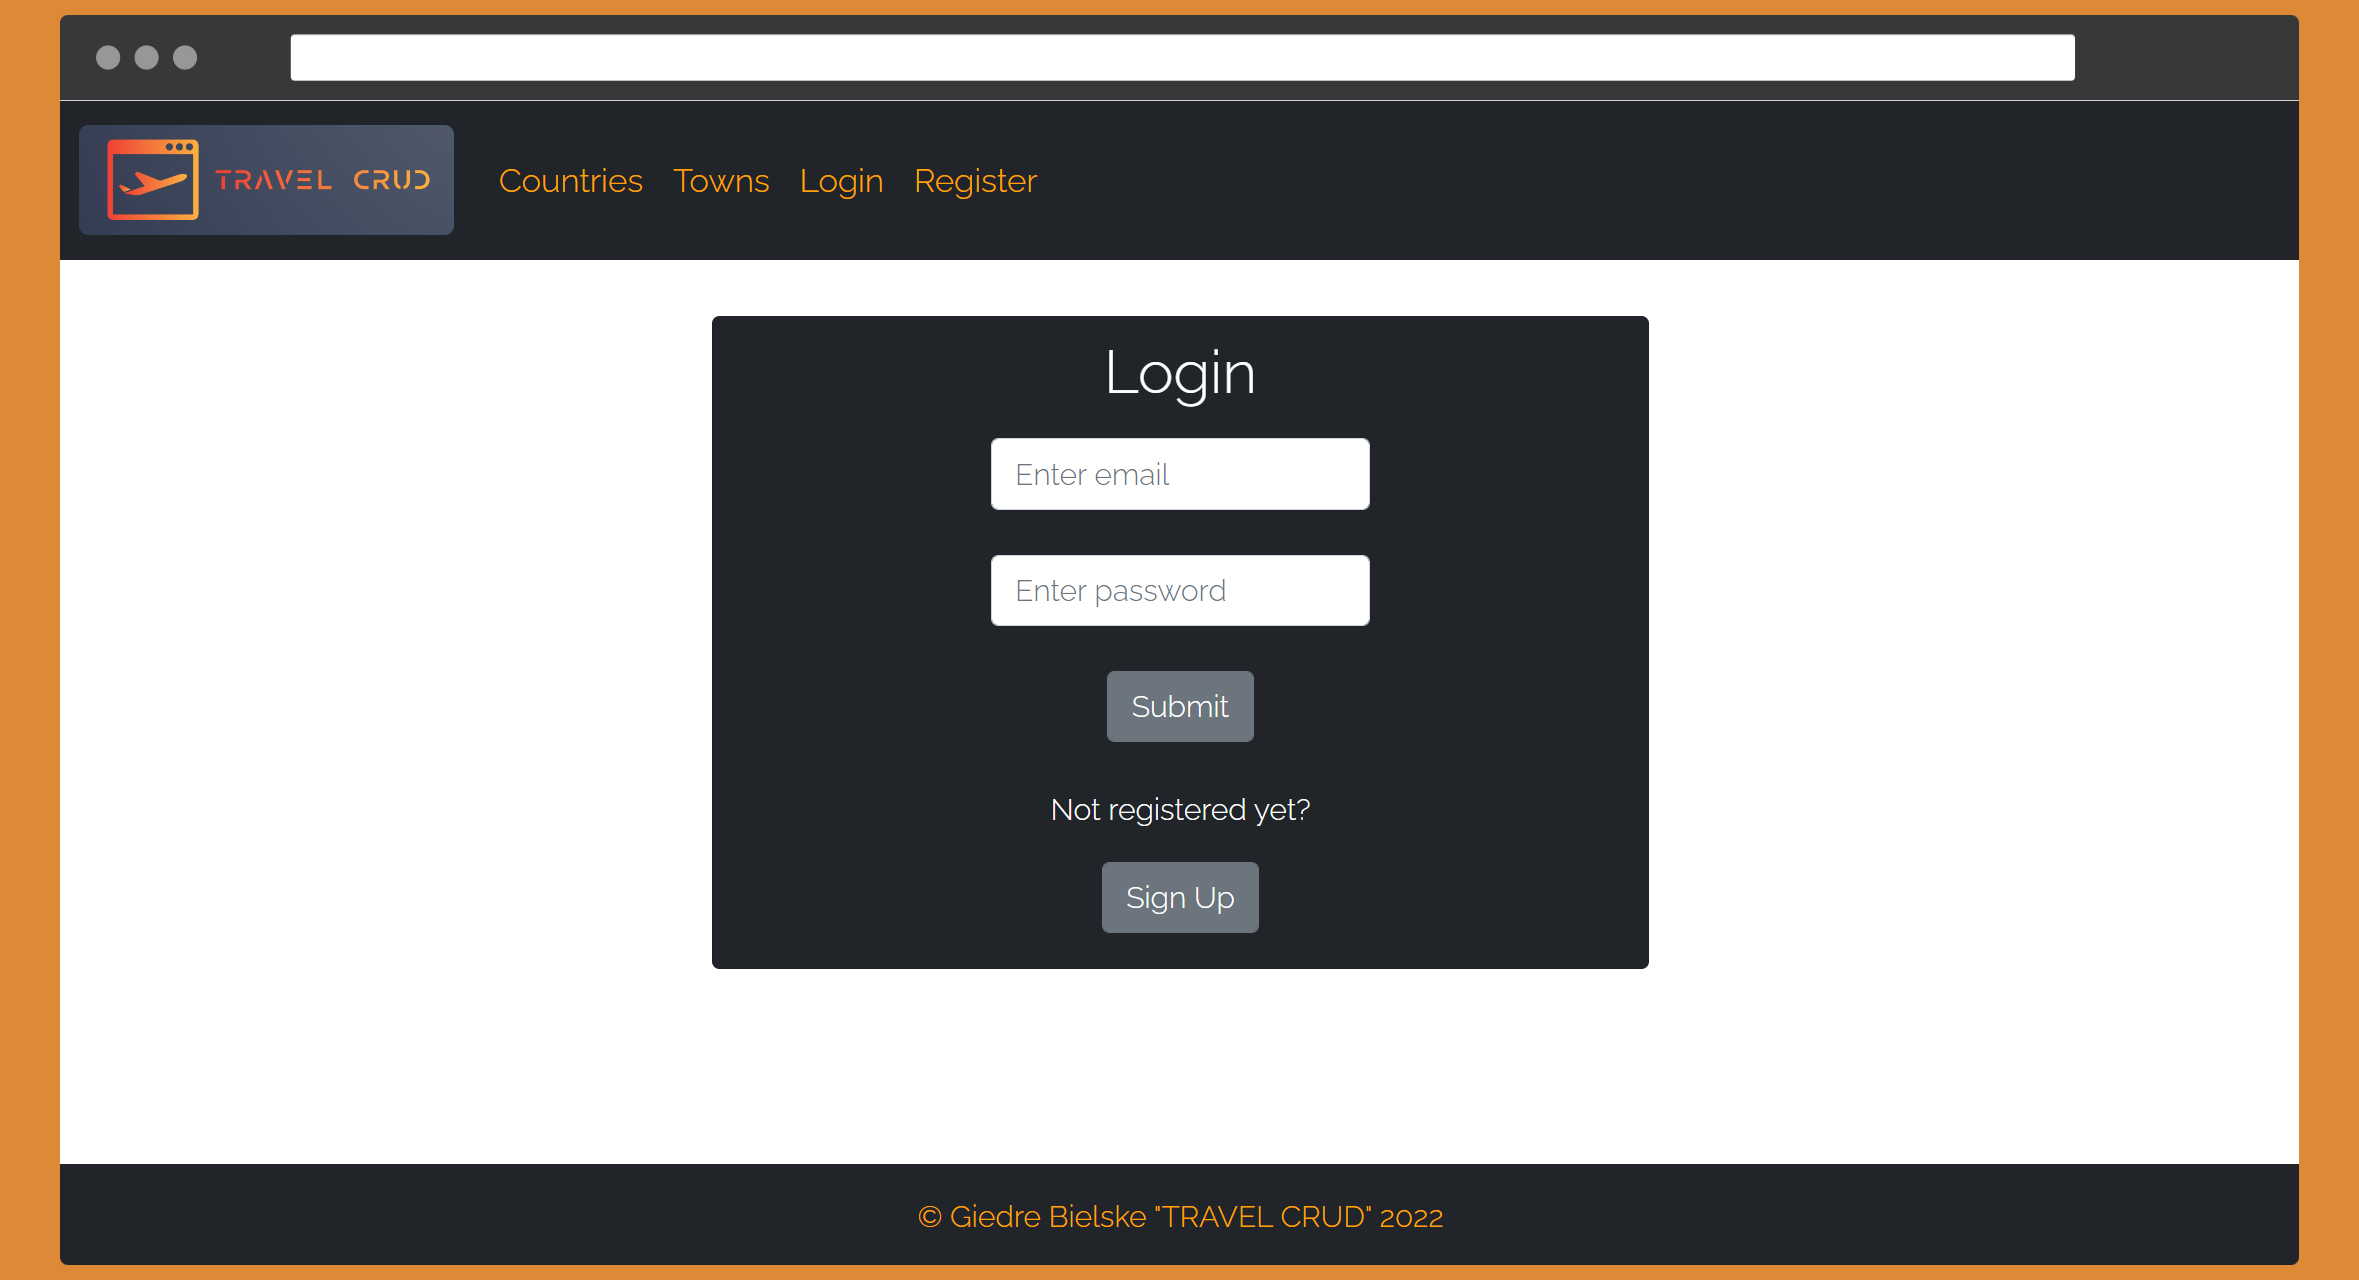 TRAVEL CRUD
Countries Towns Login Register
Login
Enter email
Enter password
Submit
Not registered yet?
Sign Up
© Giedre Bielske "TRAVEL CRUD" 2022